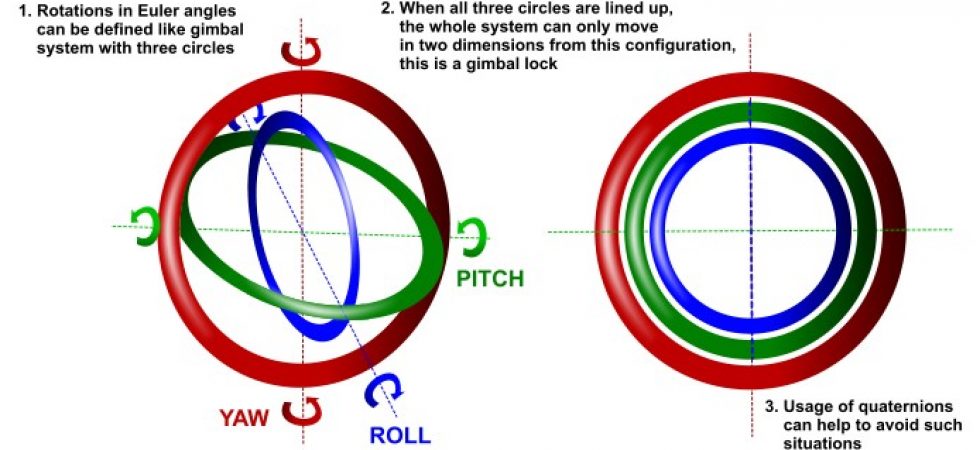 1. Rotations in Euler angles
can be defined like gimbal
system with three circles
2. When all three circles are lined up,
the whole system can only move
in two dimensions from this configuration,
this is a gimbal lock
PITCH
YAW
ROLL
3. Usage of quaternions
can help to avoid such
situations